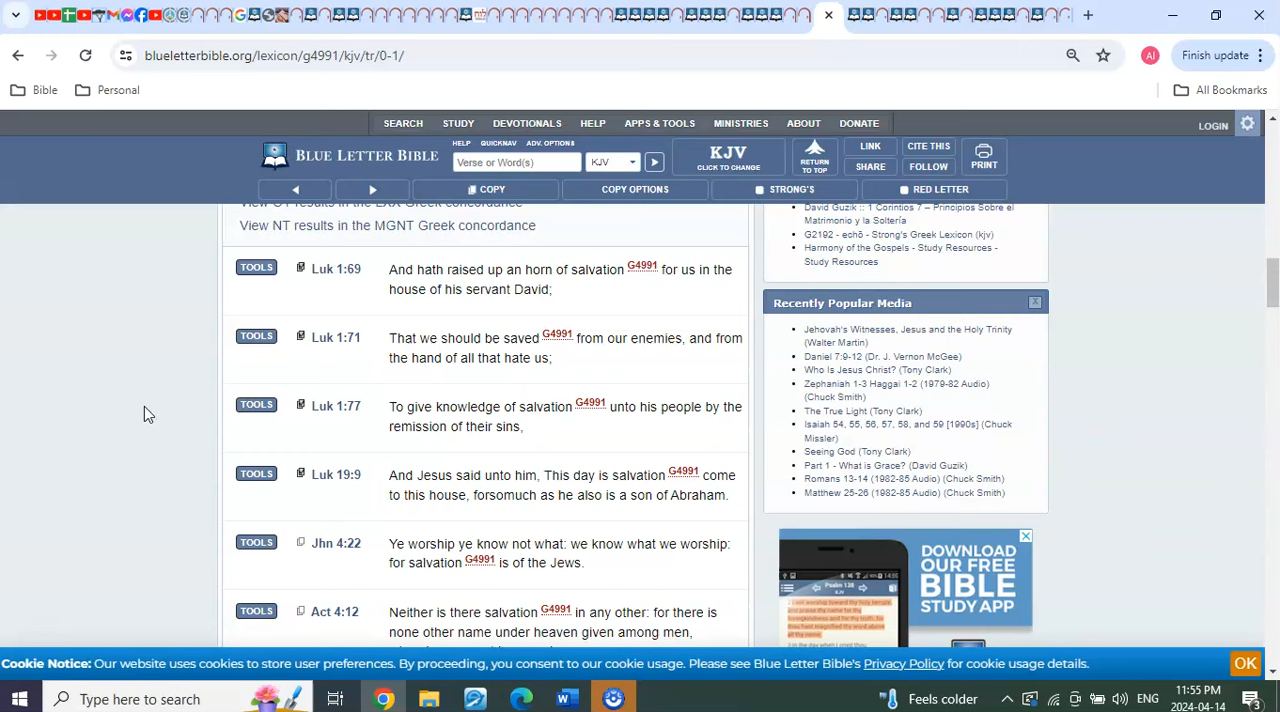 blueletterbible.org/lexicon/g4991/kjv/tr/0-1/
AI
Finish update
Bible
Personal
All Bookmarks
SEARCH
STUDY
DEVOTIONALS
HELP
APPS & TOOLS
MINISTRIES
ABOUT
DONATE
LOGIN
BLUE LETTER BIBLE
HELP
QUICKNAV
ADV. OPTIONS
Verse or Word(s)
KJV
KJV
CLICK TO CHANGE
RETURN
TO TOP
LINK
SHARE
CITE THIS
FOLLOW
PRINT
COPY
COPY OPTIONS
STRONG'S
RED LETTER
View OT results in the LXX Greek concordance
View NT results in the MGNT Greek concordance
TOOLS
Luk 1:69
And hath raised up an horn of salvation G4991 for us in the
house of his servant David;
TOOLS
Luk 1:71
That we should be saved G4991 from our enemies, and from
the hand of all that hate us;
TOOLS
Luk 1:77
To give knowledge of salvation G4991 unto his people by the
remission of their sins,
TOOLS
Luk 19:9
And Jesus said unto him, This day is salvation G4991 come
to this house, forsomuch as he also is a son of Abraham.
TOOLS
Jhn 4:22
Ye worship ye know not what: we know what we worship:
for salvation G4991 is of the Jews.
TOOLS
Act 4:12
Neither is there salvation G4991 in any other: for there is
none other name under heaven given among men,
David Guzik :: 1 Corintios 7 – Principios Sobre el
Matrimonio y la Soltería
G2192 - echō - Strong's Greek Lexicon (kjv)
Harmony of the Gospels - Study Resources -
Study Resources
Recently Popular Media
X
Jehovah's Witnesses, Jesus and the Holy Trinity
(Walter Martin)
Daniel 7:9-12 (Dr. J. Vernon McGee)
Who Is Jesus Christ? (Tony Clark)
Zephaniah 1-3 Haggai 1-2 (1979-82 Audio)
(Chuck Smith)
The True Light (Tony Clark)
Isaiah 54, 55, 56, 57, 58, and 59 [1990s] (Chuck
Missler)
Seeing God (Tony Clark)
Part 1 - What is Grace? (David Guzik)
Romans 13-14 (1982-85 Audio) (Chuck Smith)
Matthew 25-26 (1982-85 Audio) (Chuck Smith)
Psalm 138
DOWNLOAD
OUR FREE
BIBLE
STUDY APP
Cookie Notice: Our website uses cookies to store user preferences. By proceeding, you consent to our cookie usage. Please see Blue Letter Bible's Privacy Policy for cookie usage details.
OK
Type here to search
Feels colder
ENG
11:55 PM
2024-04-14
3